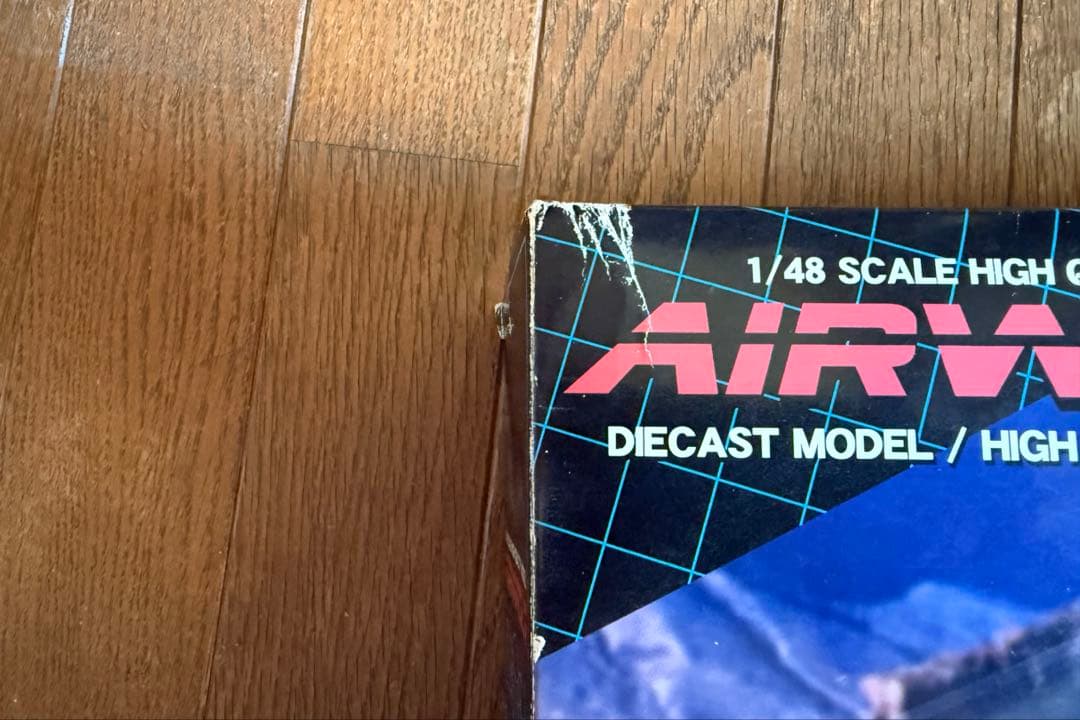 1/48 SCALE HIGH
AIRW
DIECAST MODEL / HIGH